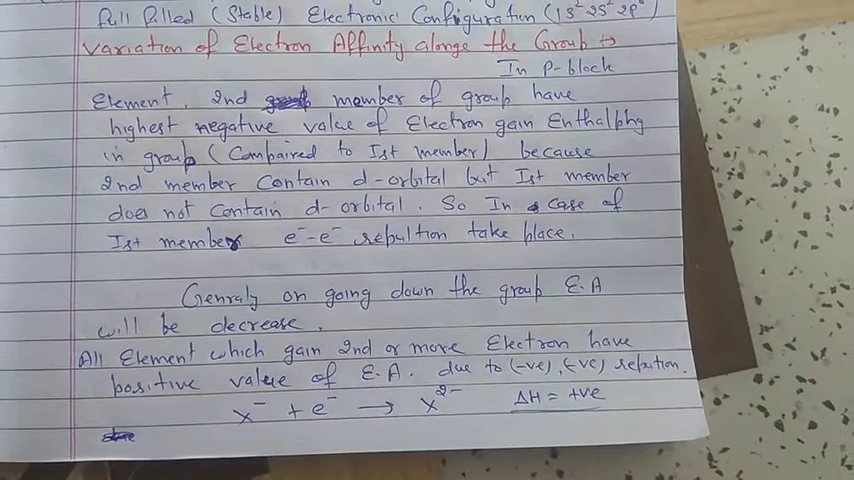 full filled (Stable) Electronic Configuration (1s² 2s² 2p⁶)
Variation of Electron Affinity alonge the Group →
In p-block
Element, 2nd member of group have
highest negative value of Electron gain Enthalphy
in group (Compaired to Ist member) because
2nd member Contain d-orbital but Ist member
does not contain d-orbital. So In case of
Ist member e⁻-e⁻ repultion take place.
Genraly on going down the group E.A
will be decrease.
All Element which gain 2nd or more Electron have
positive value of E.A. due to (-ve), (-ve) repultion.
x⁻ + e⁻ → x²⁻ ΔH = +ve